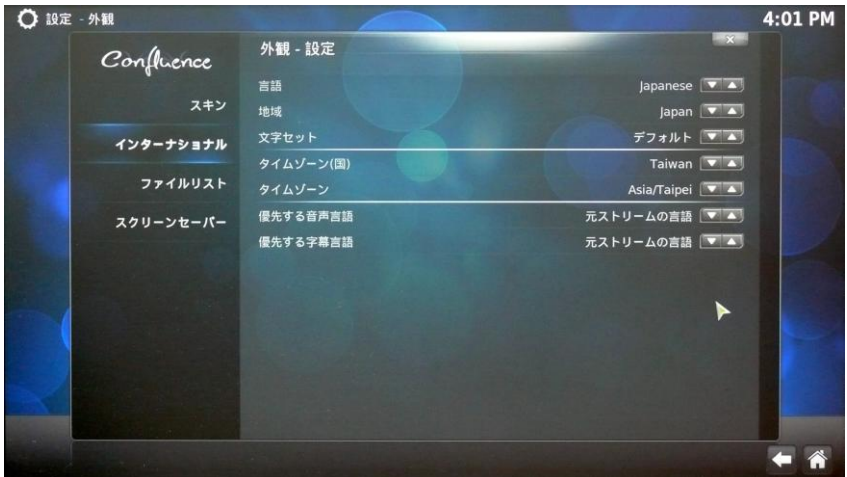 設定 - 外観
4:01 PM
Confluence
スキン
インターナショナル
ファイルリスト
スクリーンセーバー
外観 - 設定
言語 Japanese
地域 Japan
文字セット デフォルト
タイムゾーン(国) Taiwan
タイムゾーン Asia/Taipei
優先する音声言語 元ストリームの言語
優先する字幕言語 元ストリームの言語